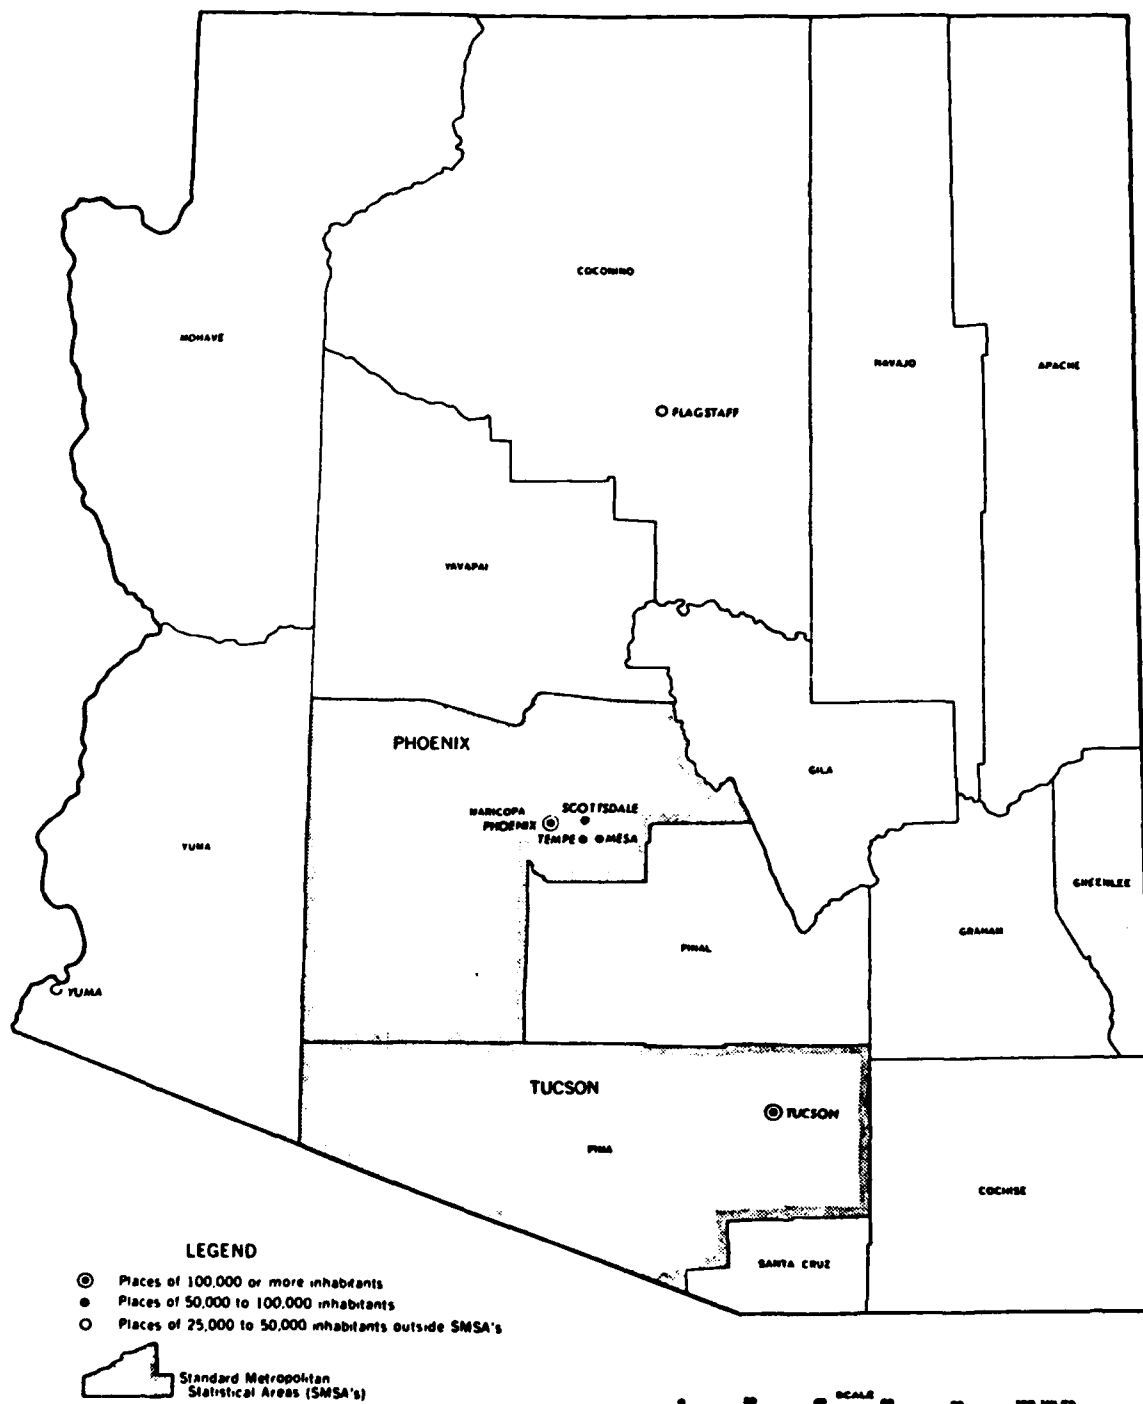 COCONINO
MOHAVE
NAVAJO
APACHE
FLAGSTAFF
YAVAPAI
PHOENIX
GILA
MARICOPA
SCOTTSDALE
PHOENIX
TEMPE
MESA
YUMA
GREENLEE
GRAHAM
PINAL
YUMA
TUCSON
TUCSON
PIMA
COCHISE
SANTA CRUZ
LEGEND
Places of 100,000 or more inhabitants
Places of 50,000 to 100,000 inhabitants
Places of 25,000 to 50,000 inhabitants outside SMSA's
Standard Metropolitan
Statistical Areas (SMSA's)
SCALE